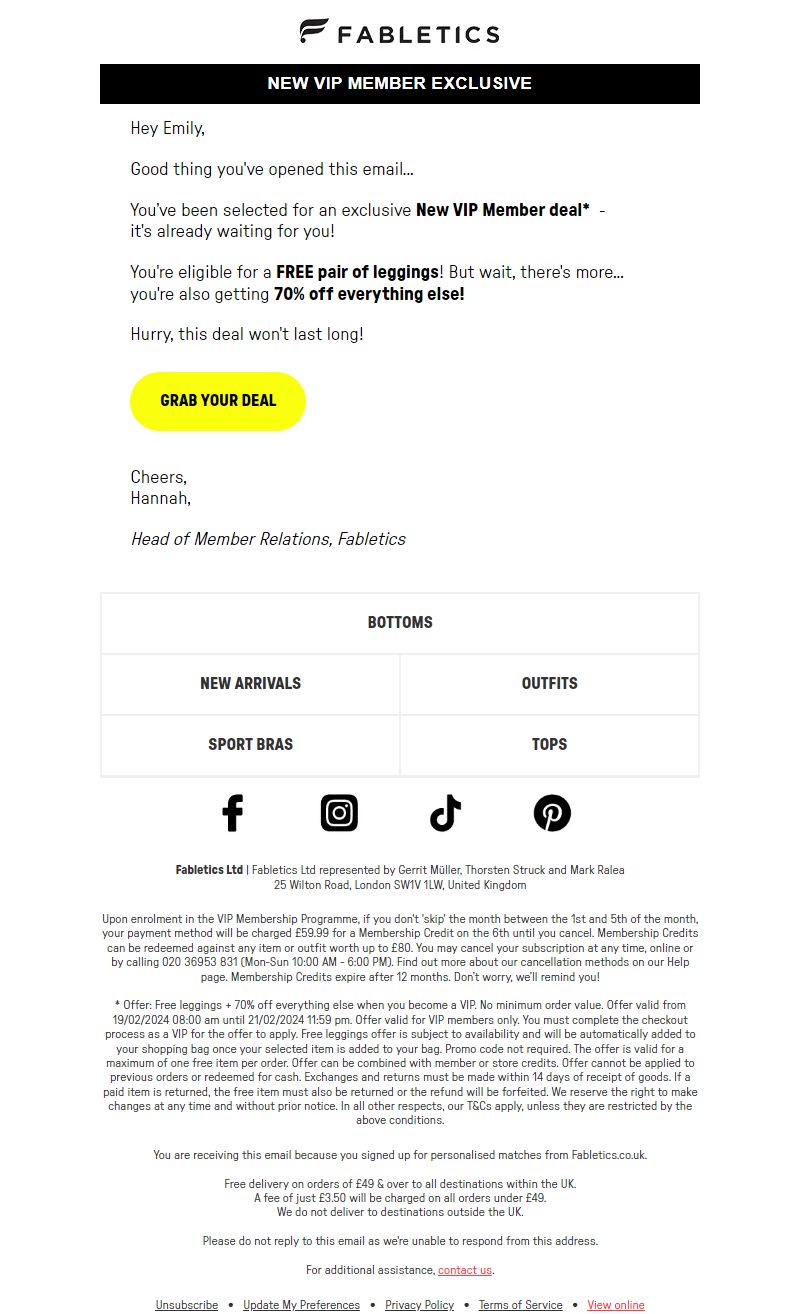 FABLETICS
NEW VIP MEMBER EXCLUSIVE
Hey Emily,
Good thing you've opened this email...
You've been selected for an exclusive New VIP Member deal* -
it's already waiting for you!
You're eligible for a FREE pair of leggings! But wait, there's more...
you're also getting 70% off everything else!
Hurry, this deal won't last long!
GRAB YOUR DEAL
Cheers,
Hannah,
Head of Member Relations, Fabletics
BOTTOMS
NEW ARRIVALS
OUTFITS
SPORT BRAS
TOPS
Fabletics Ltd | Fabletics Ltd represented by Gerrit Müller, Thorsten Struck and Mark Ralea
25 Wilton Road, London SW1V 1LW, United Kingdom
Upon enrolment in the VIP Membership Programme, if you don't 'skip' the month between the 1st and 5th of the month,
your payment method will be charged £59.99 for a Membership Credit on the 6th until you cancel. Membership Credits
can be redeemed against any item or outfit worth up to £80. You may cancel your subscription at any time, online or
by calling 020 36953 831 (Mon-Sun 10:00 AM - 6:00 PM). Find out more about our cancellation methods on our Help
page. Membership Credits expire after 12 months. Don't worry, we'll remind you!
* Offer: Free leggings + 70% off everything else when you become a VIP. No minimum order value. Offer valid from
19/02/2024 08:00 am until 21/02/2024 11:59 pm. Offer valid for VIP members only. You must complete the checkout
process as a VIP for the offer to apply. Free leggings offer is subject to availability and will be automatically added to
your shopping bag once your selected item is added to your bag. Promo code not required. The offer is valid for a
maximum of one free item per order. Offer can be combined with member or store credits. Offer cannot be applied to
previous orders or redeemed for cash. Exchanges and returns must be made within 14 days of receipt of goods. If a
paid item is returned, the free item must also be returned or the refund will be forfeited. We reserve the right to make
changes at any time and without prior notice. In all other respects, our T&Cs apply, unless they are restricted by the
above conditions.
You are receiving this email because you signed up for personalised matches from Fabletics.co.uk.
Free delivery on orders of £49 & over to all destinations within the UK.
A fee of just £3.50 will be charged on all orders under £49.
We do not deliver to destinations outside the UK.
Please do not reply to this email as we're unable to respond from this address.
For additional assistance, contact us.
Unsubscribe • Update My Preferences • Privacy Policy • Terms of Service • View online